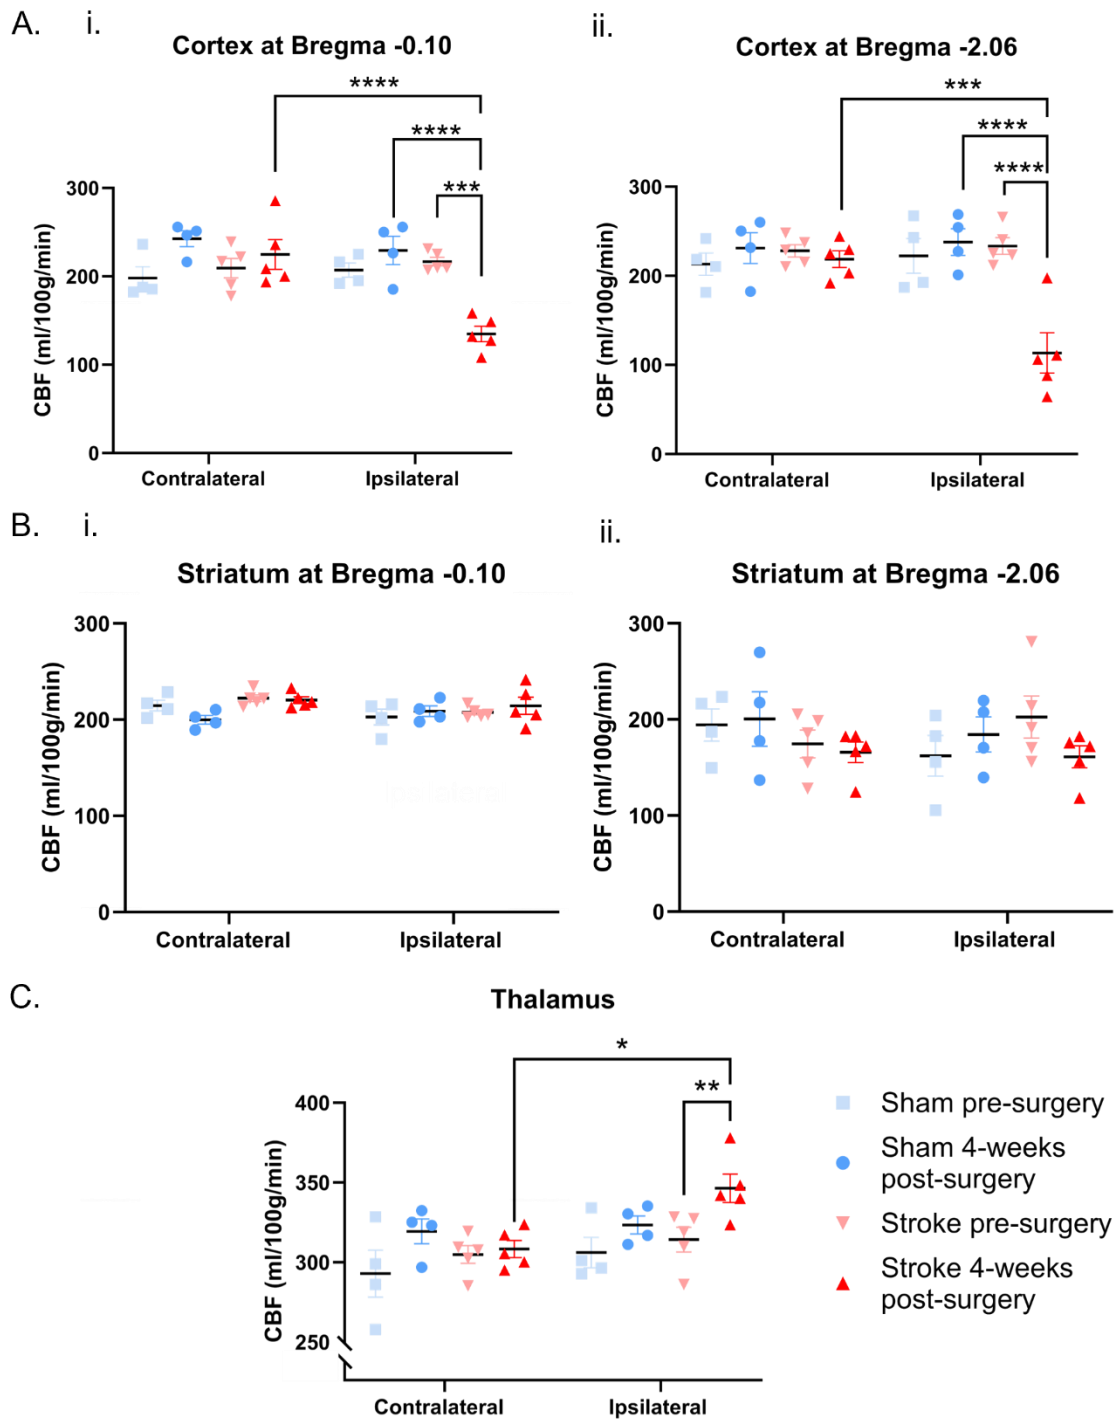 A.
i.
Cortex at Bregma -0.10
ii.
Cortex at Bregma -2.06
****
****
***
***
****
****
CBF (ml/100g/min)
300
200
100
0
Contralateral
Ipsilateral
CBF (ml/100g/min)
300
200
100
0
Contralateral
Ipsilateral
B.
i.
Striatum at Bregma -0.10
ii.
Striatum at Bregma -2.06
CBF (ml/100g/min)
300
200
100
0
Contralateral
Ipsilateral
CBF (ml/100g/min)
300
200
100
0
Contralateral
Ipsilateral
C.
Thalamus
*
**
CBF (ml/100g/min)
400
350
300
250
Contralateral
Ipsilateral
Sham pre-surgery
Sham 4-weeks
post-surgery
Stroke pre-surgery
Stroke 4-weeks
post-surgery